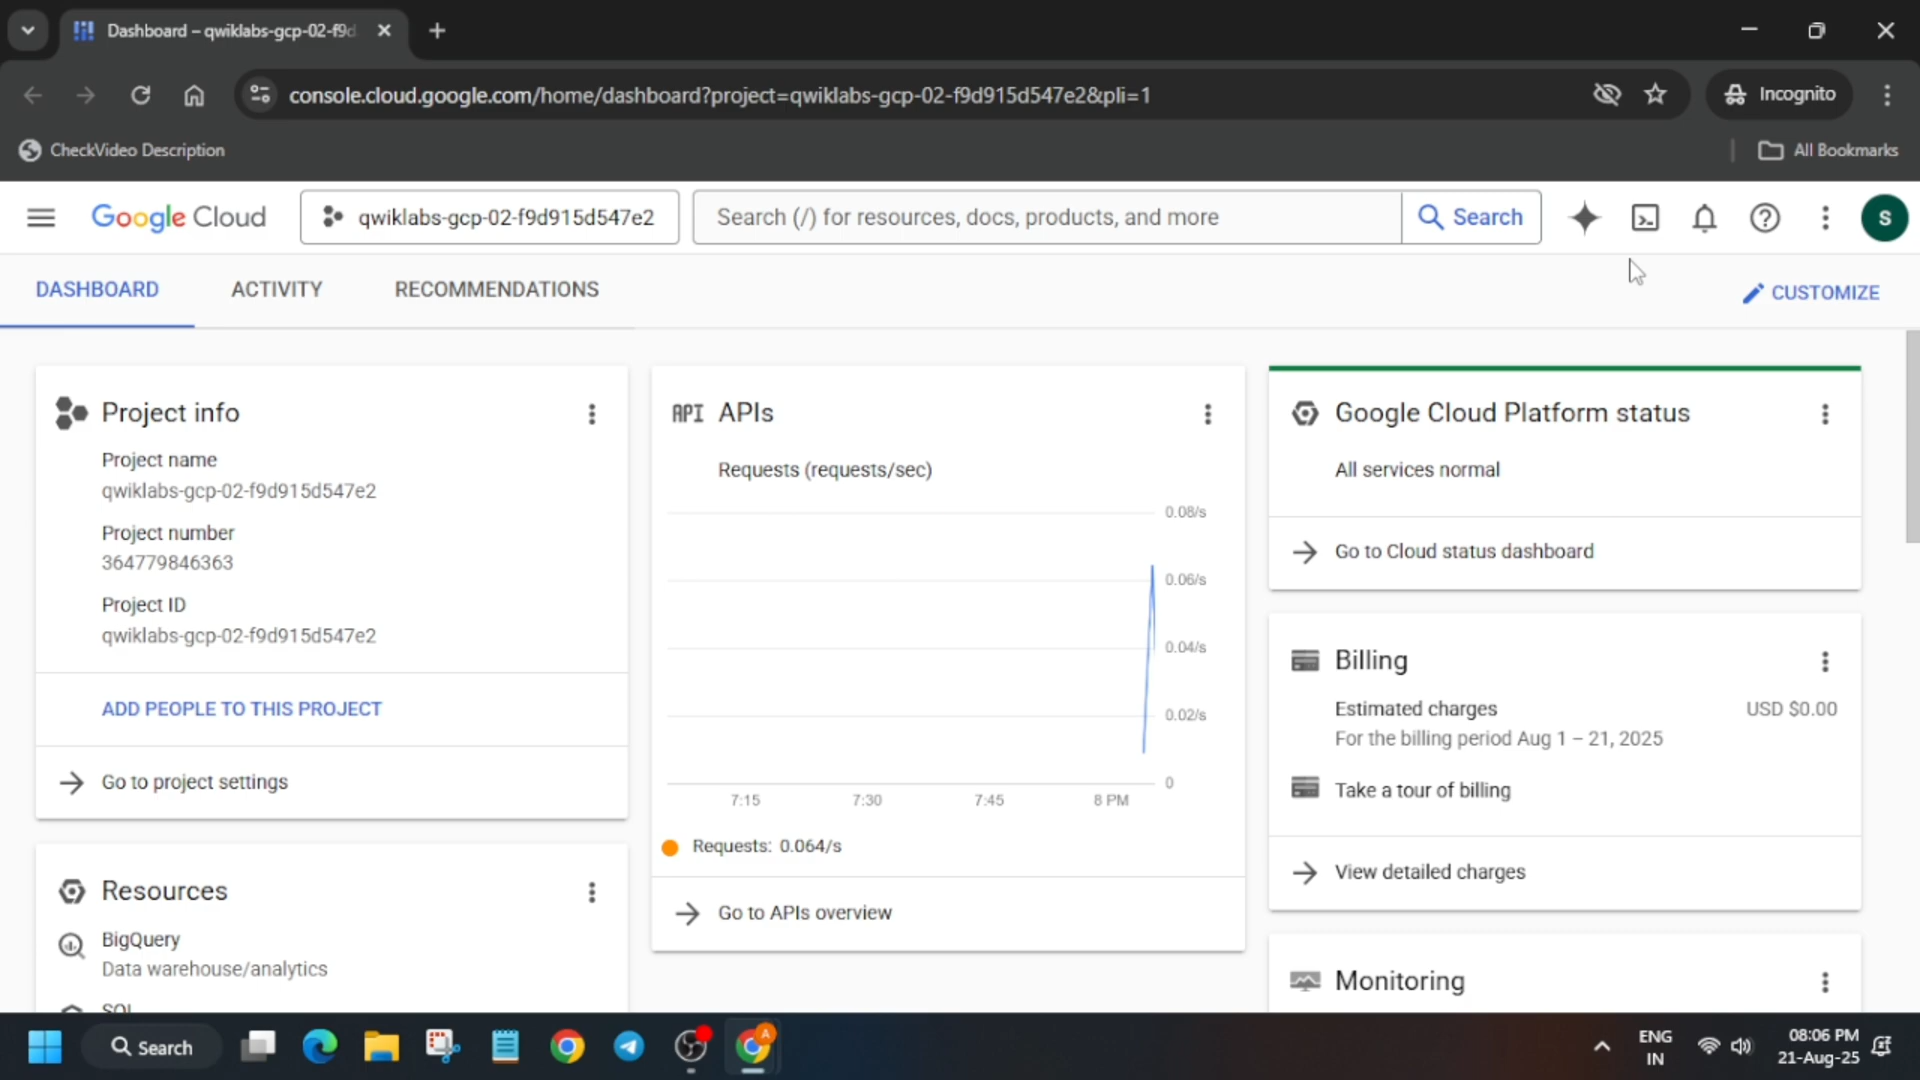 Dashboard – qwiklabs-gcp-02-f9d
console.cloud.google.com/home/dashboard?project=qwiklabs-gcp-02-f9d915d547e2&pli=1
Incognito
CheckVideo Description
All Bookmarks
Google Cloud
qwiklabs-gcp-02-f9d915d547e2
Search (/) for resources, docs, products, and more
Search
S
DASHBOARD
ACTIVITY
RECOMMENDATIONS
CUSTOMIZE
Project info
Project name
qwiklabs-gcp-02-f9d915d547e2
Project number
364779846363
Project ID
qwiklabs-gcp-02-f9d915d547e2
ADD PEOPLE TO THIS PROJECT
Go to project settings
Resources
BigQuery
Data warehouse/analytics
SQL
API APIs
Requests (requests/sec)
0.08/s
0.06/s
0.04/s
0.02/s
0
7:15 7:30 7:45 8 PM
Requests: 0.064/s
Go to APIs overview
Google Cloud Platform status
All services normal
Go to Cloud status dashboard
Billing
Estimated charges USD $0.00
For the billing period Aug 1 – 21, 2025
Take a tour of billing
View detailed charges
Monitoring
Search
A
ENG
IN
08:06 PM
21-Aug-25